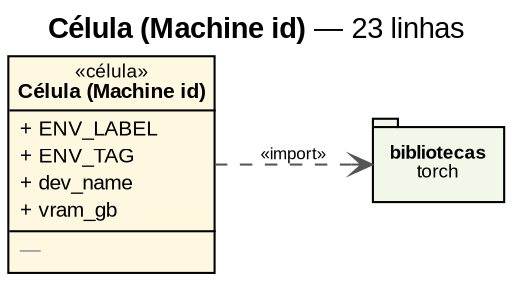 Célula (Machine id) — 23 linhas
«célula»
Célula (Machine id)
+ ENV_LABEL
+ ENV_TAG
+ dev_name
+ vram_gb
—
«import»
bibliotecas
torch